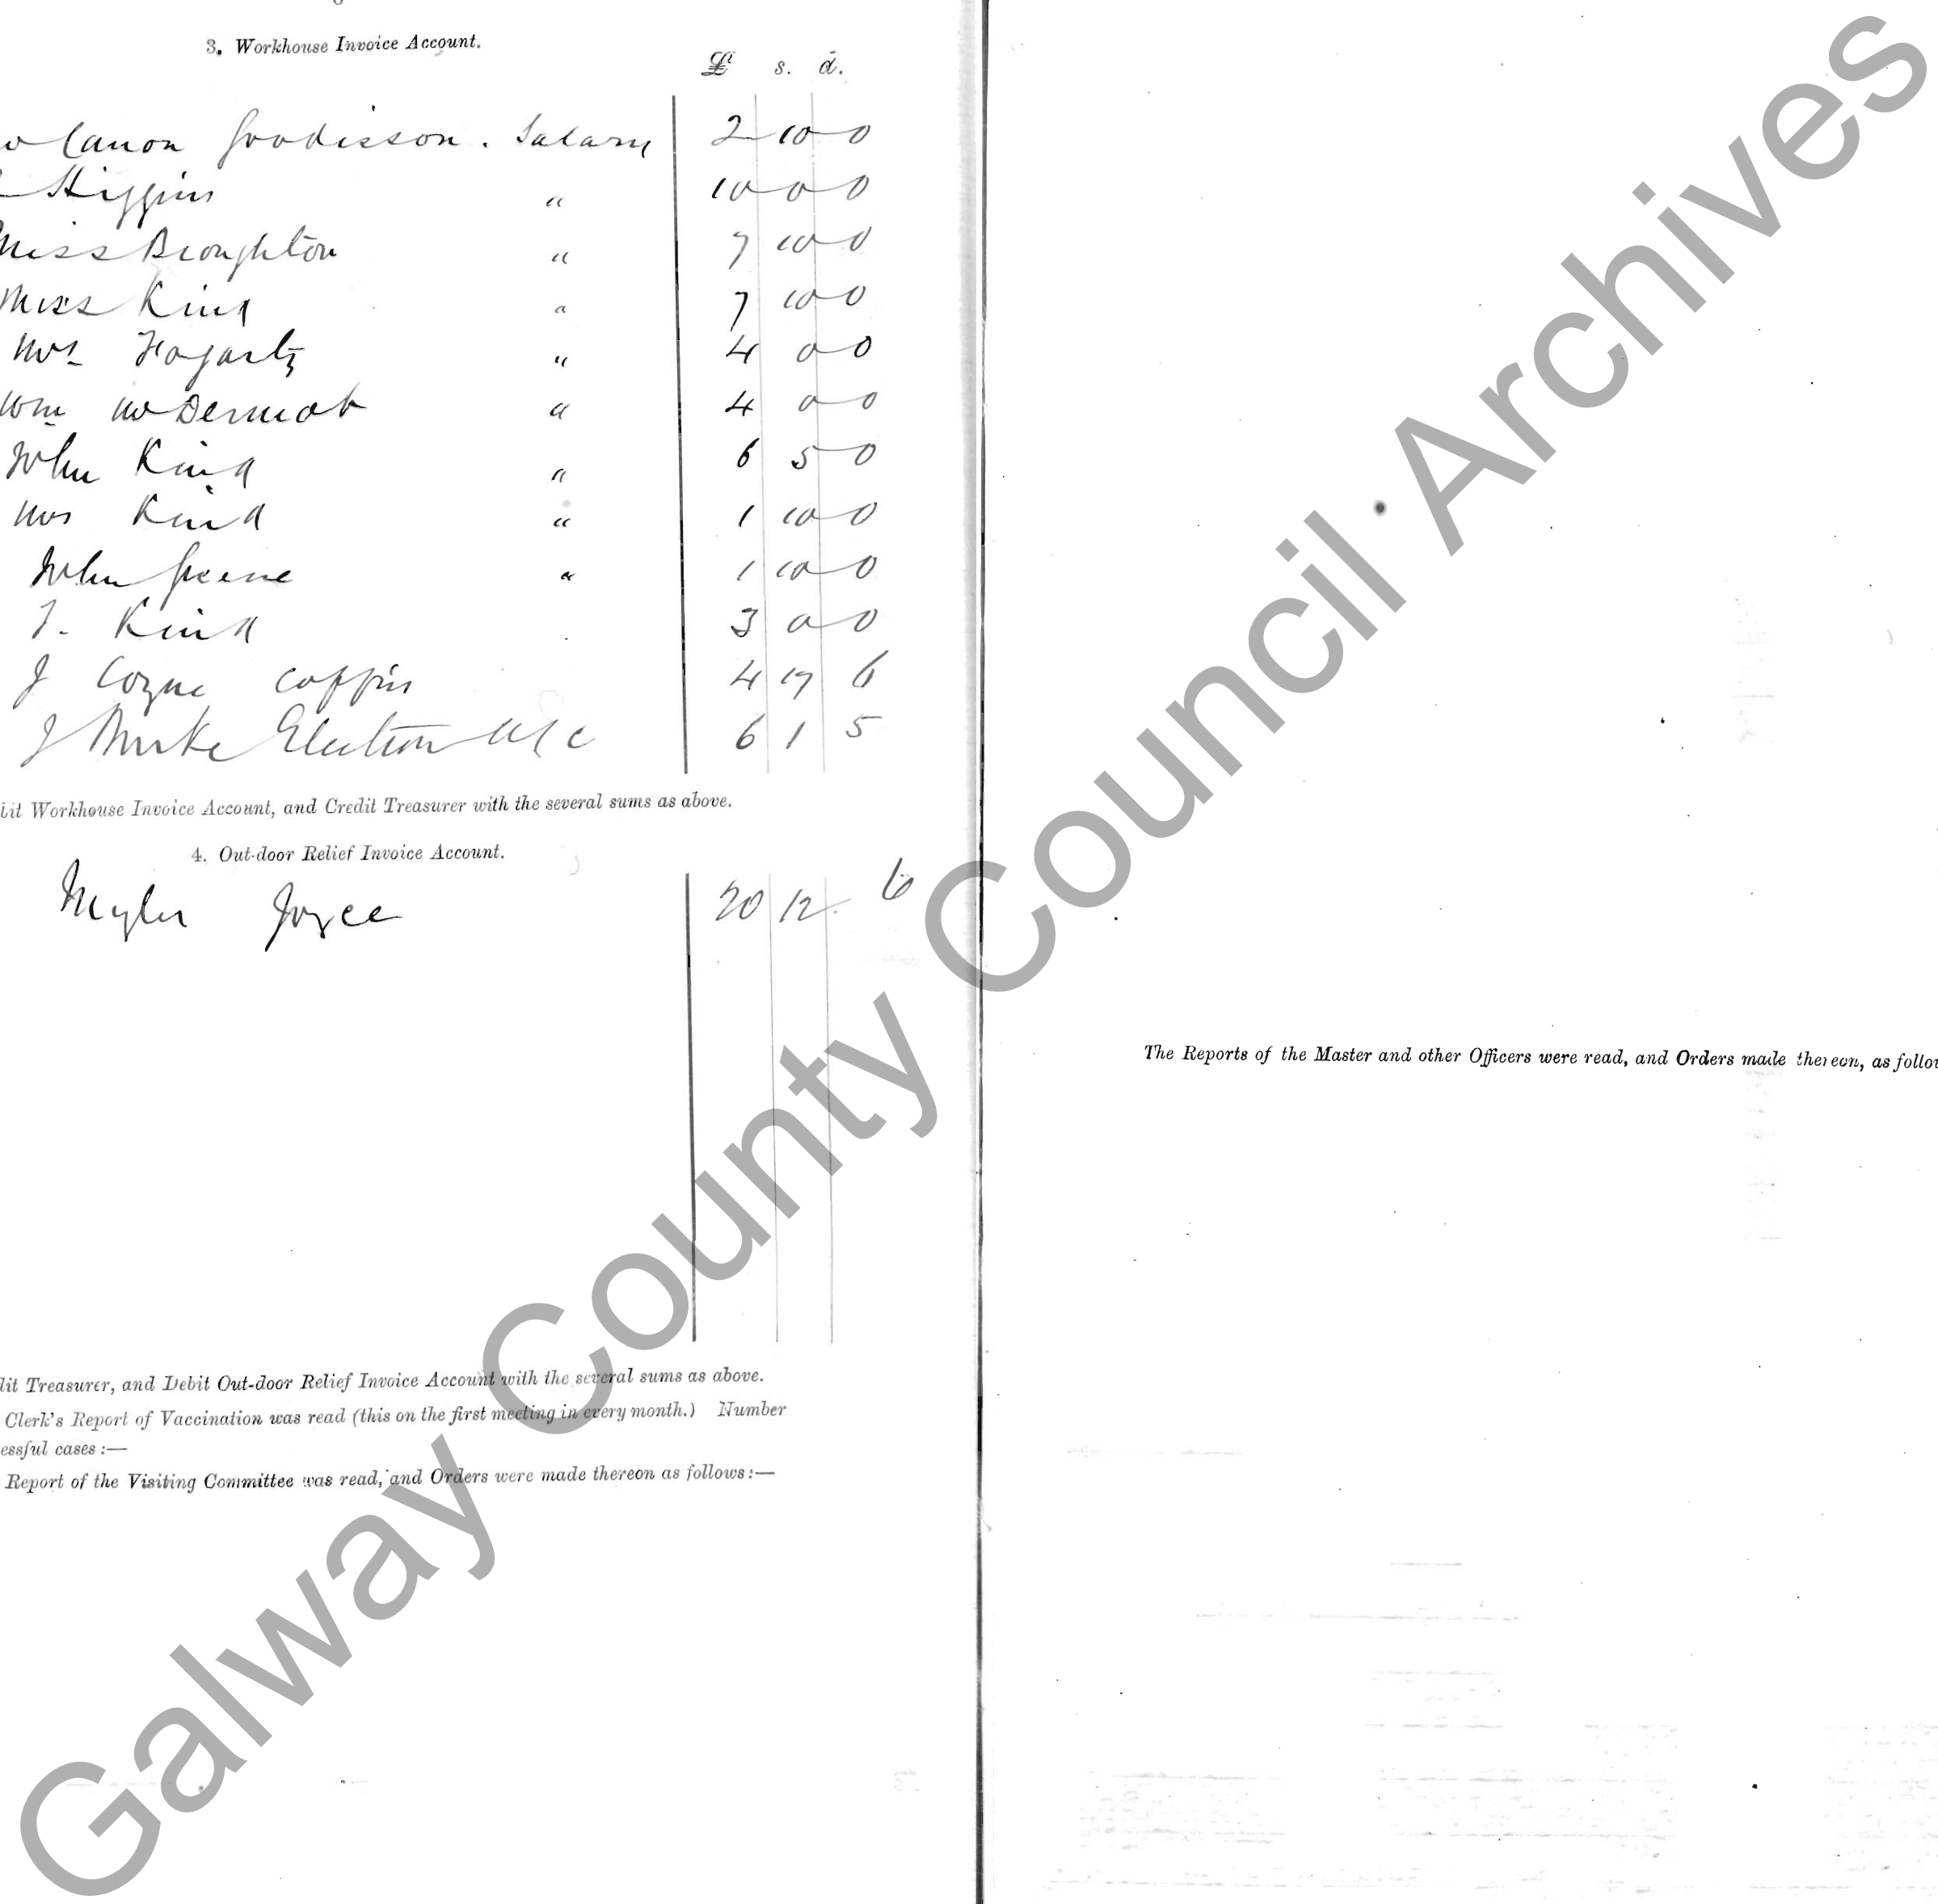 3. Workhouse Invoice Account.
£ s. d.
Canon Goodisson. Salary 2 10 0
Higgins " 10 0 0
Miss Broughton " 7 10 0
Miss King " 7 10 0
Mrs Fogarty " 4 0 0
Wm McDermott " 4 0 0
John King " 6 5 0
Mrs King " 1 10 0
John Greene " 1 10 0
T. King 3 0 0
J Coyne coffins 4 17 6
J Burke Election a/c 6 1 5
bit Workhouse Invoice Account, and Credit Treasurer with the several sums as above.
4. Out-door Relief Invoice Account.
Myler Joyce 20 12 6
dit Treasurer, and Debit Out-door Relief Invoice Account with the several sums as above.
Clerk's Report of Vaccination was read (this on the first meeting in every month.) Number
essful cases :—
Report of the Visiting Committee was read, and Orders were made thereon as follows:—
The Reports of the Master and other Officers were read, and Orders made thereon, as follow
Galway County Council Archives